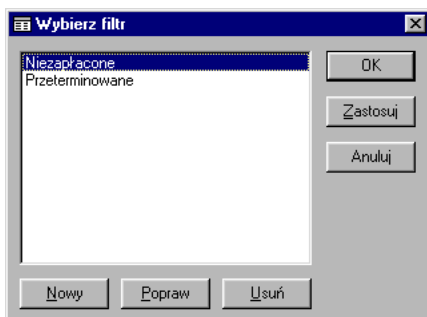 Wybierz filtr
Niezapłacone
Przeterminowane
OK
Zastosuj
Anuluj
Nowy
Popraw
Usuń